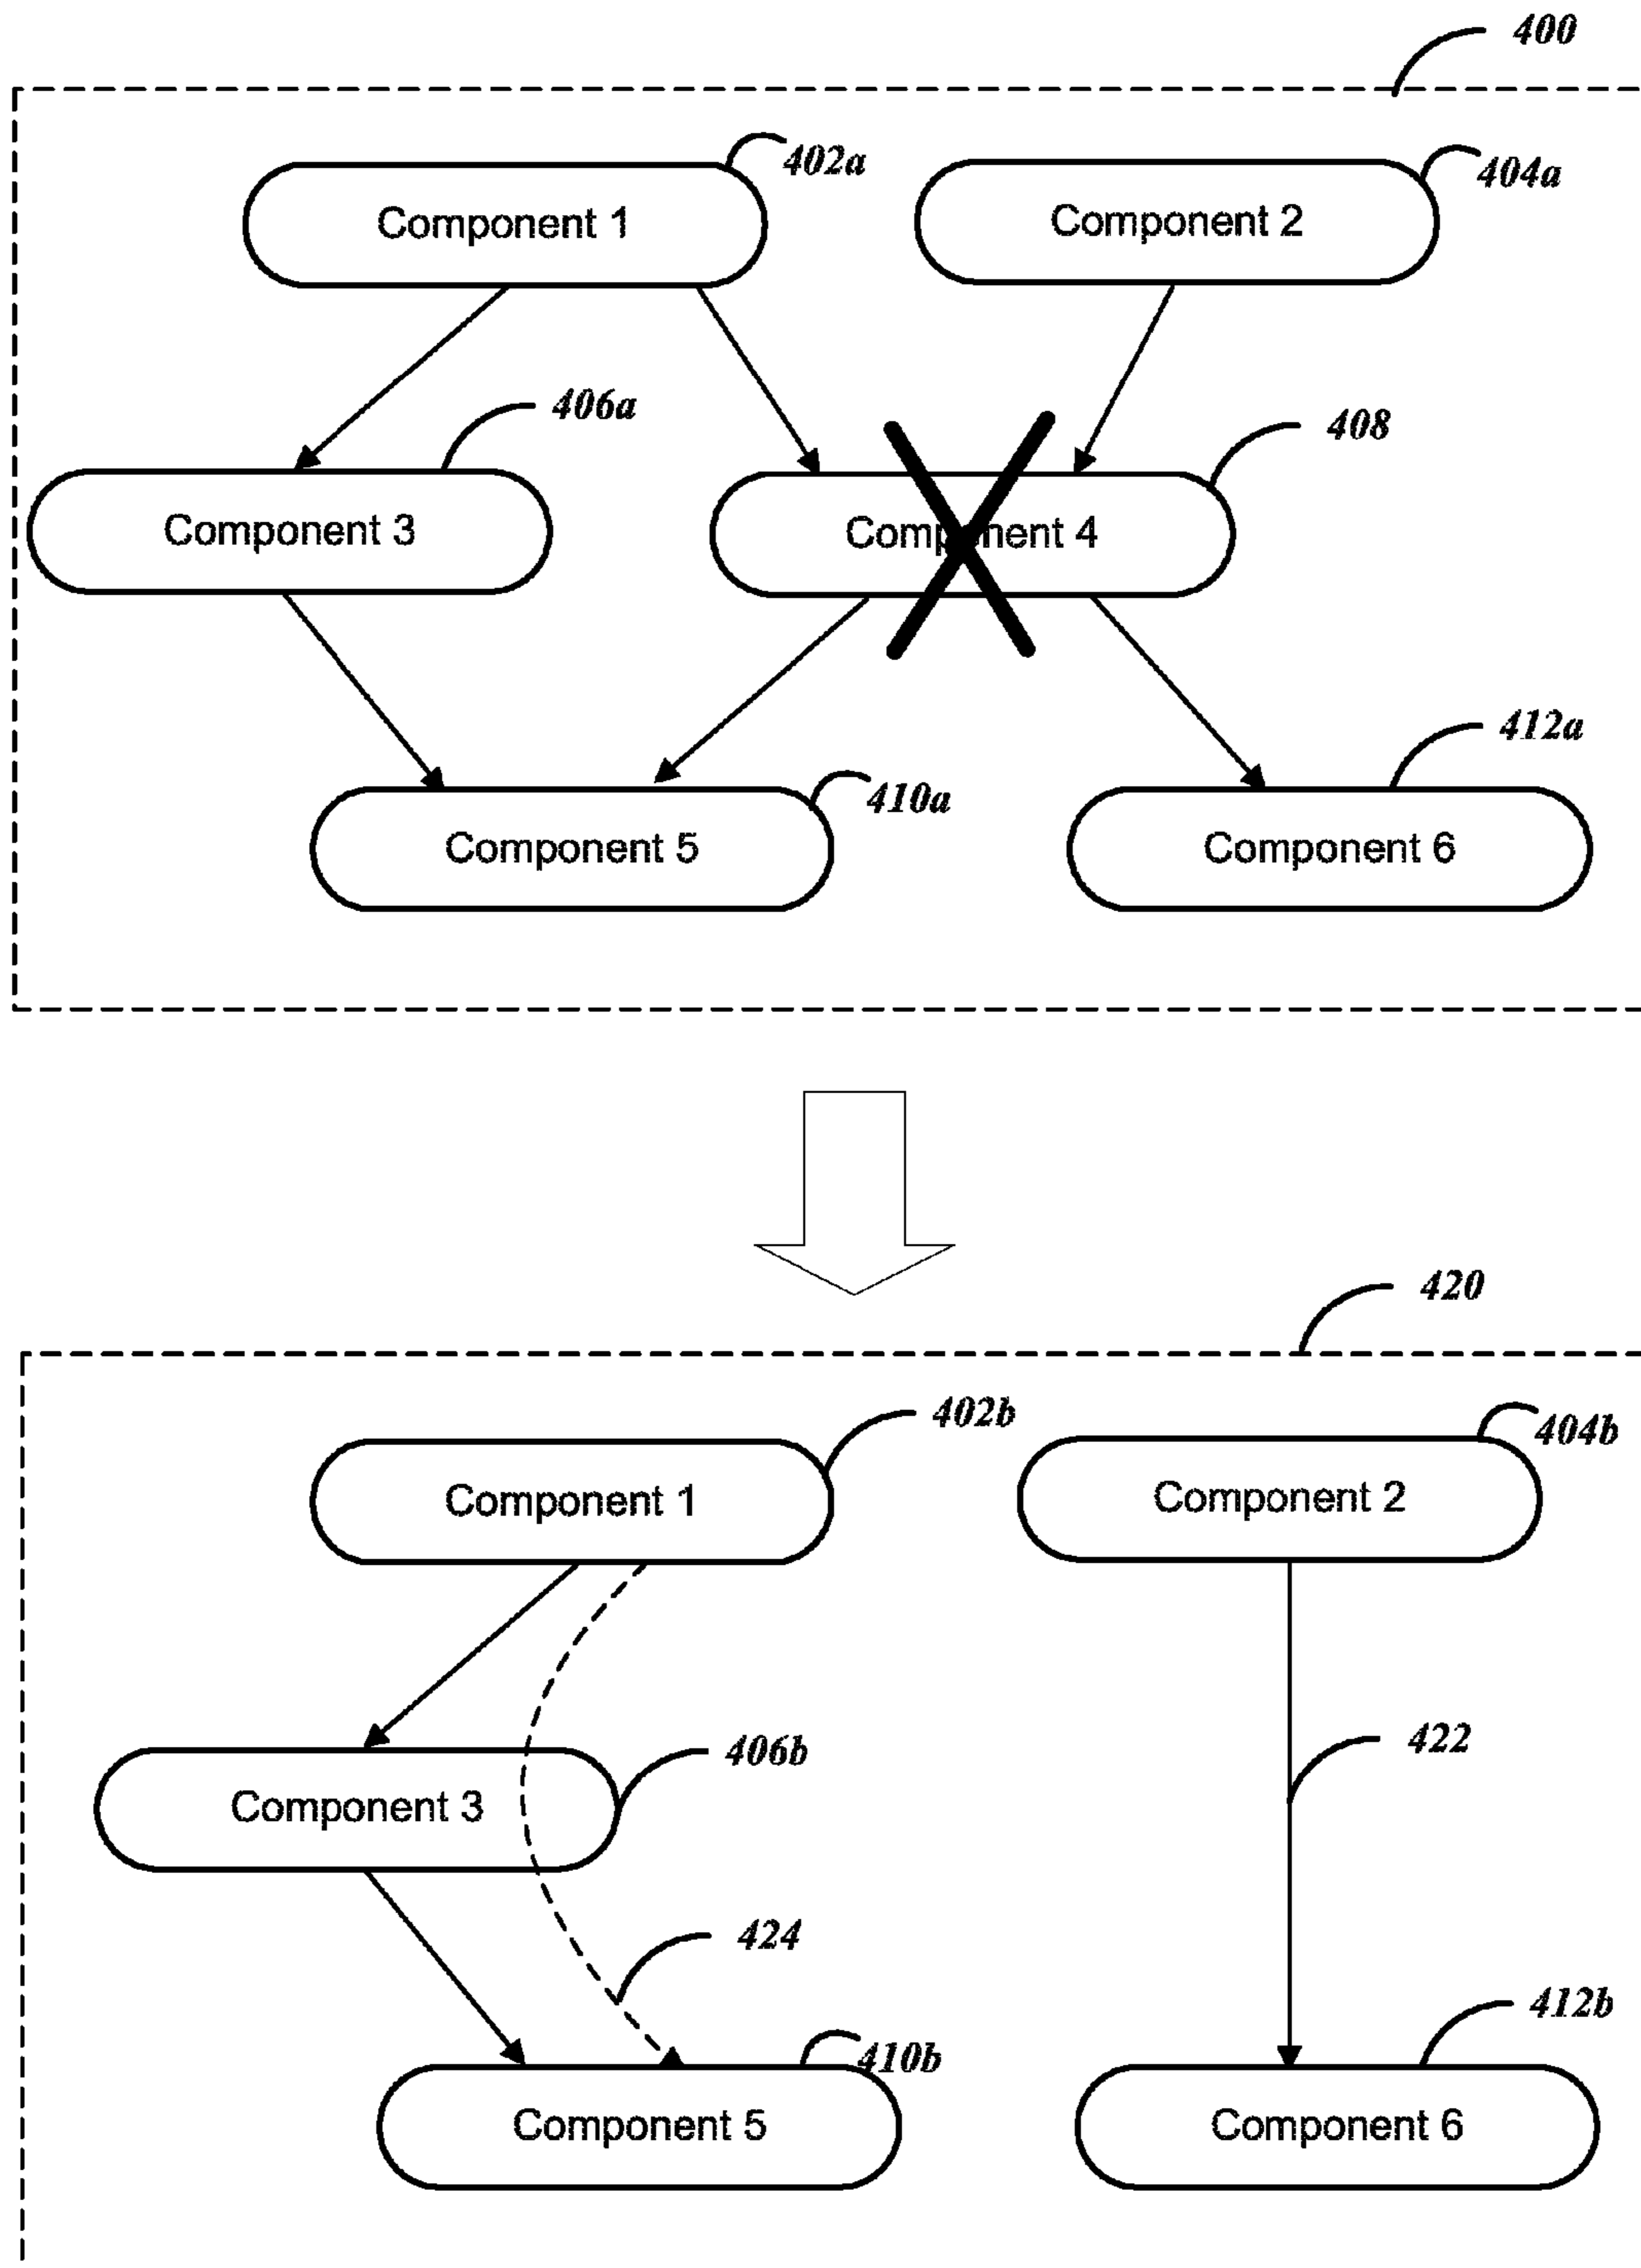 400
402a
404a
Component 1
Component 2
406a
408
Component 3
Component 4
412a
410a
Component 5
Component 6
420
402b
404b
Component 1
Component 2
422
406b
Component 3
424
412b
410b
Component 5
Component 6